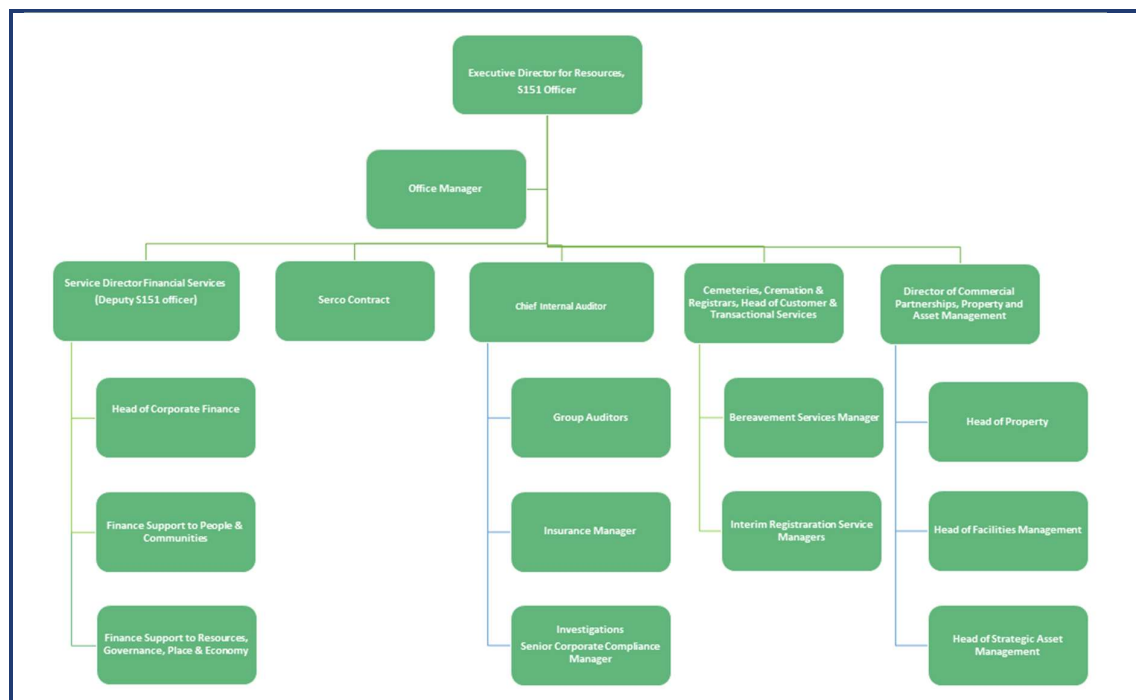 Executive Director for Resources,
S151 Officer
Office Manager
Service Director Financial Services
(Deputy S151 officer)
Serco Contract
Chief Internal Auditor
Cemeteries, Cremation &
Registrars, Head of Customer &
Transactional Services
Director of Commercial
Partnerships, Property and
Asset Management
Head of Corporate Finance
Group Auditors
Bereavement Services Manager
Head of Property
Finance Support to People &
Communities
Insurance Manager
Interim Registraration Service
Managers
Head of Facilities Management
Finance Support to Resources,
Governance, Place & Economy
Investigations
Senior Corporate Compliance
Manager
Head of Strategic Asset
Management